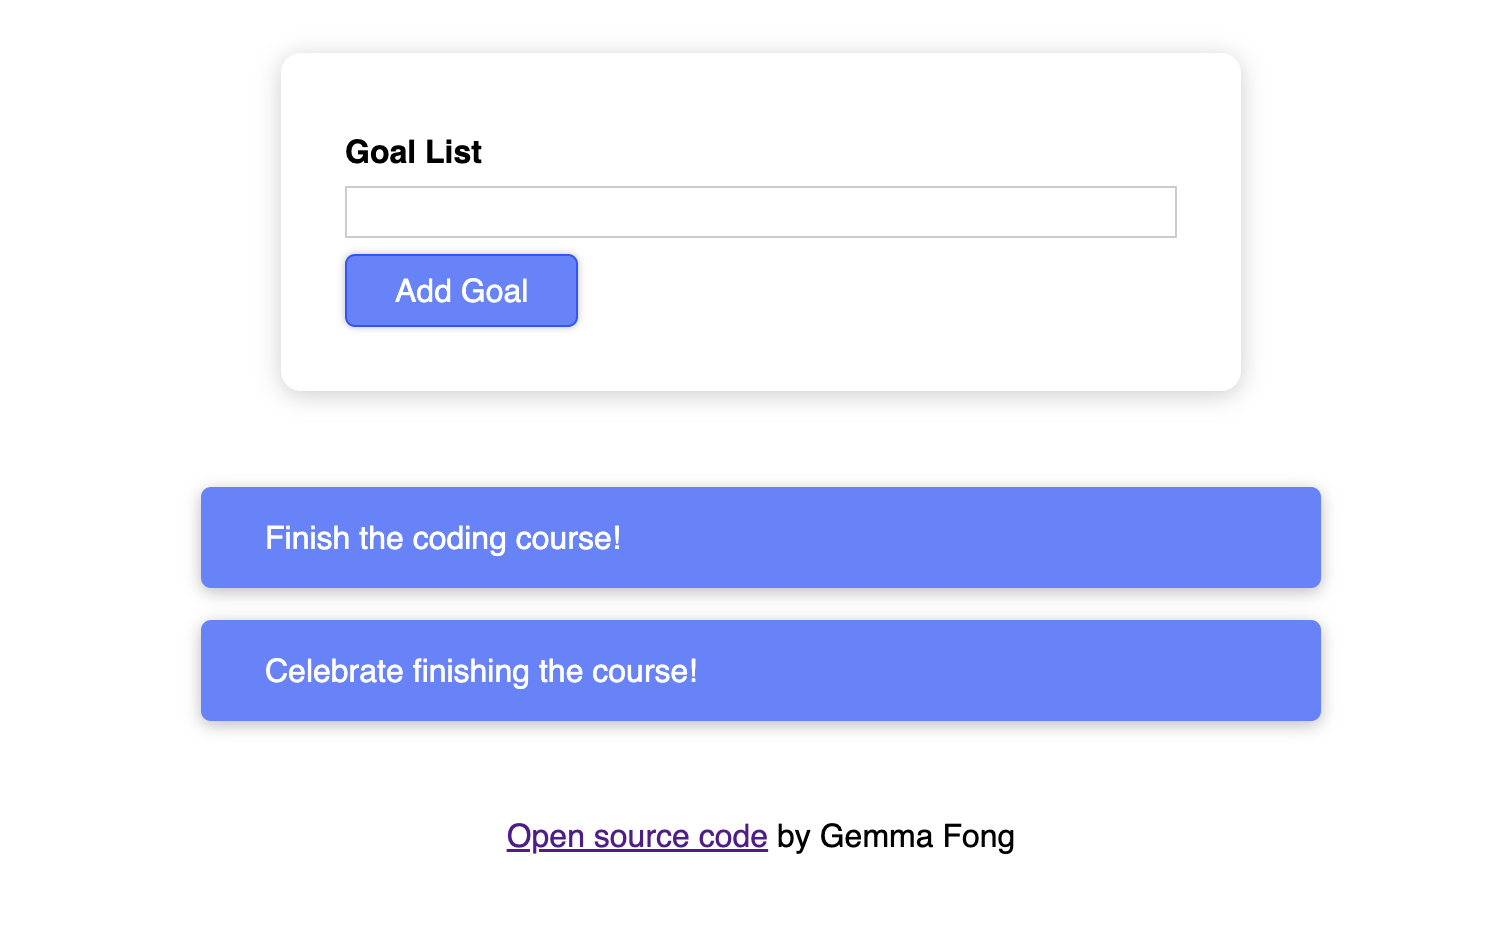 Goal List
Add Goal
Finish the coding course!
Celebrate finishing the course!
Open source code by Gemma Fong